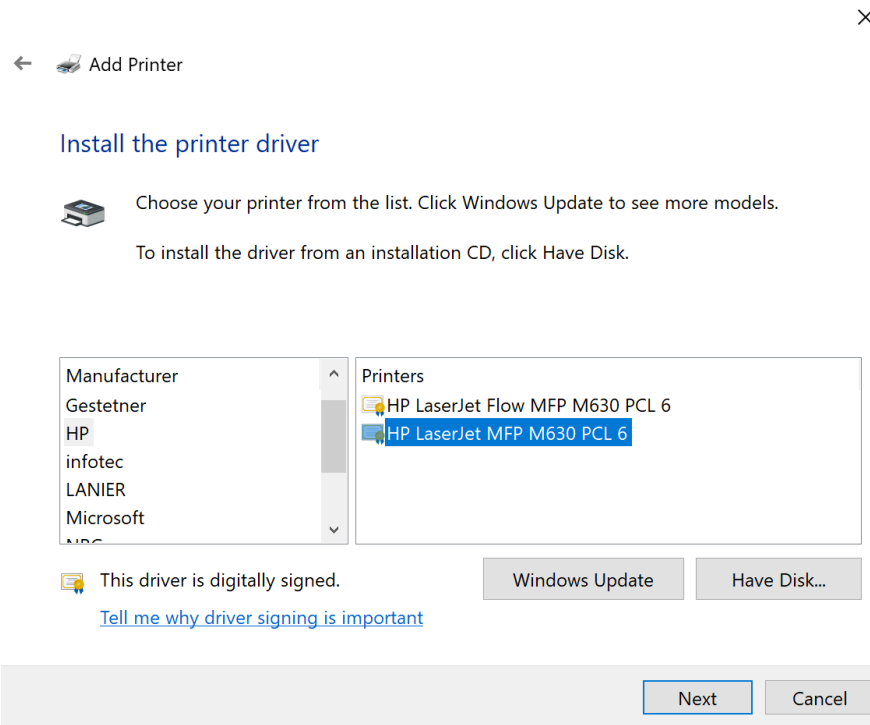 Add Printer
Install the printer driver
Choose your printer from the list. Click Windows Update to see more models.
To install the driver from an installation CD, click Have Disk.
Manufacturer
Gestetner
HP
infotec
LANIER
Microsoft
Printers
HP LaserJet Flow MFP M630 PCL 6
HP LaserJet MFP M630 PCL 6
This driver is digitally signed.
Tell me why driver signing is important
Windows Update
Have Disk...
Next
Cancel